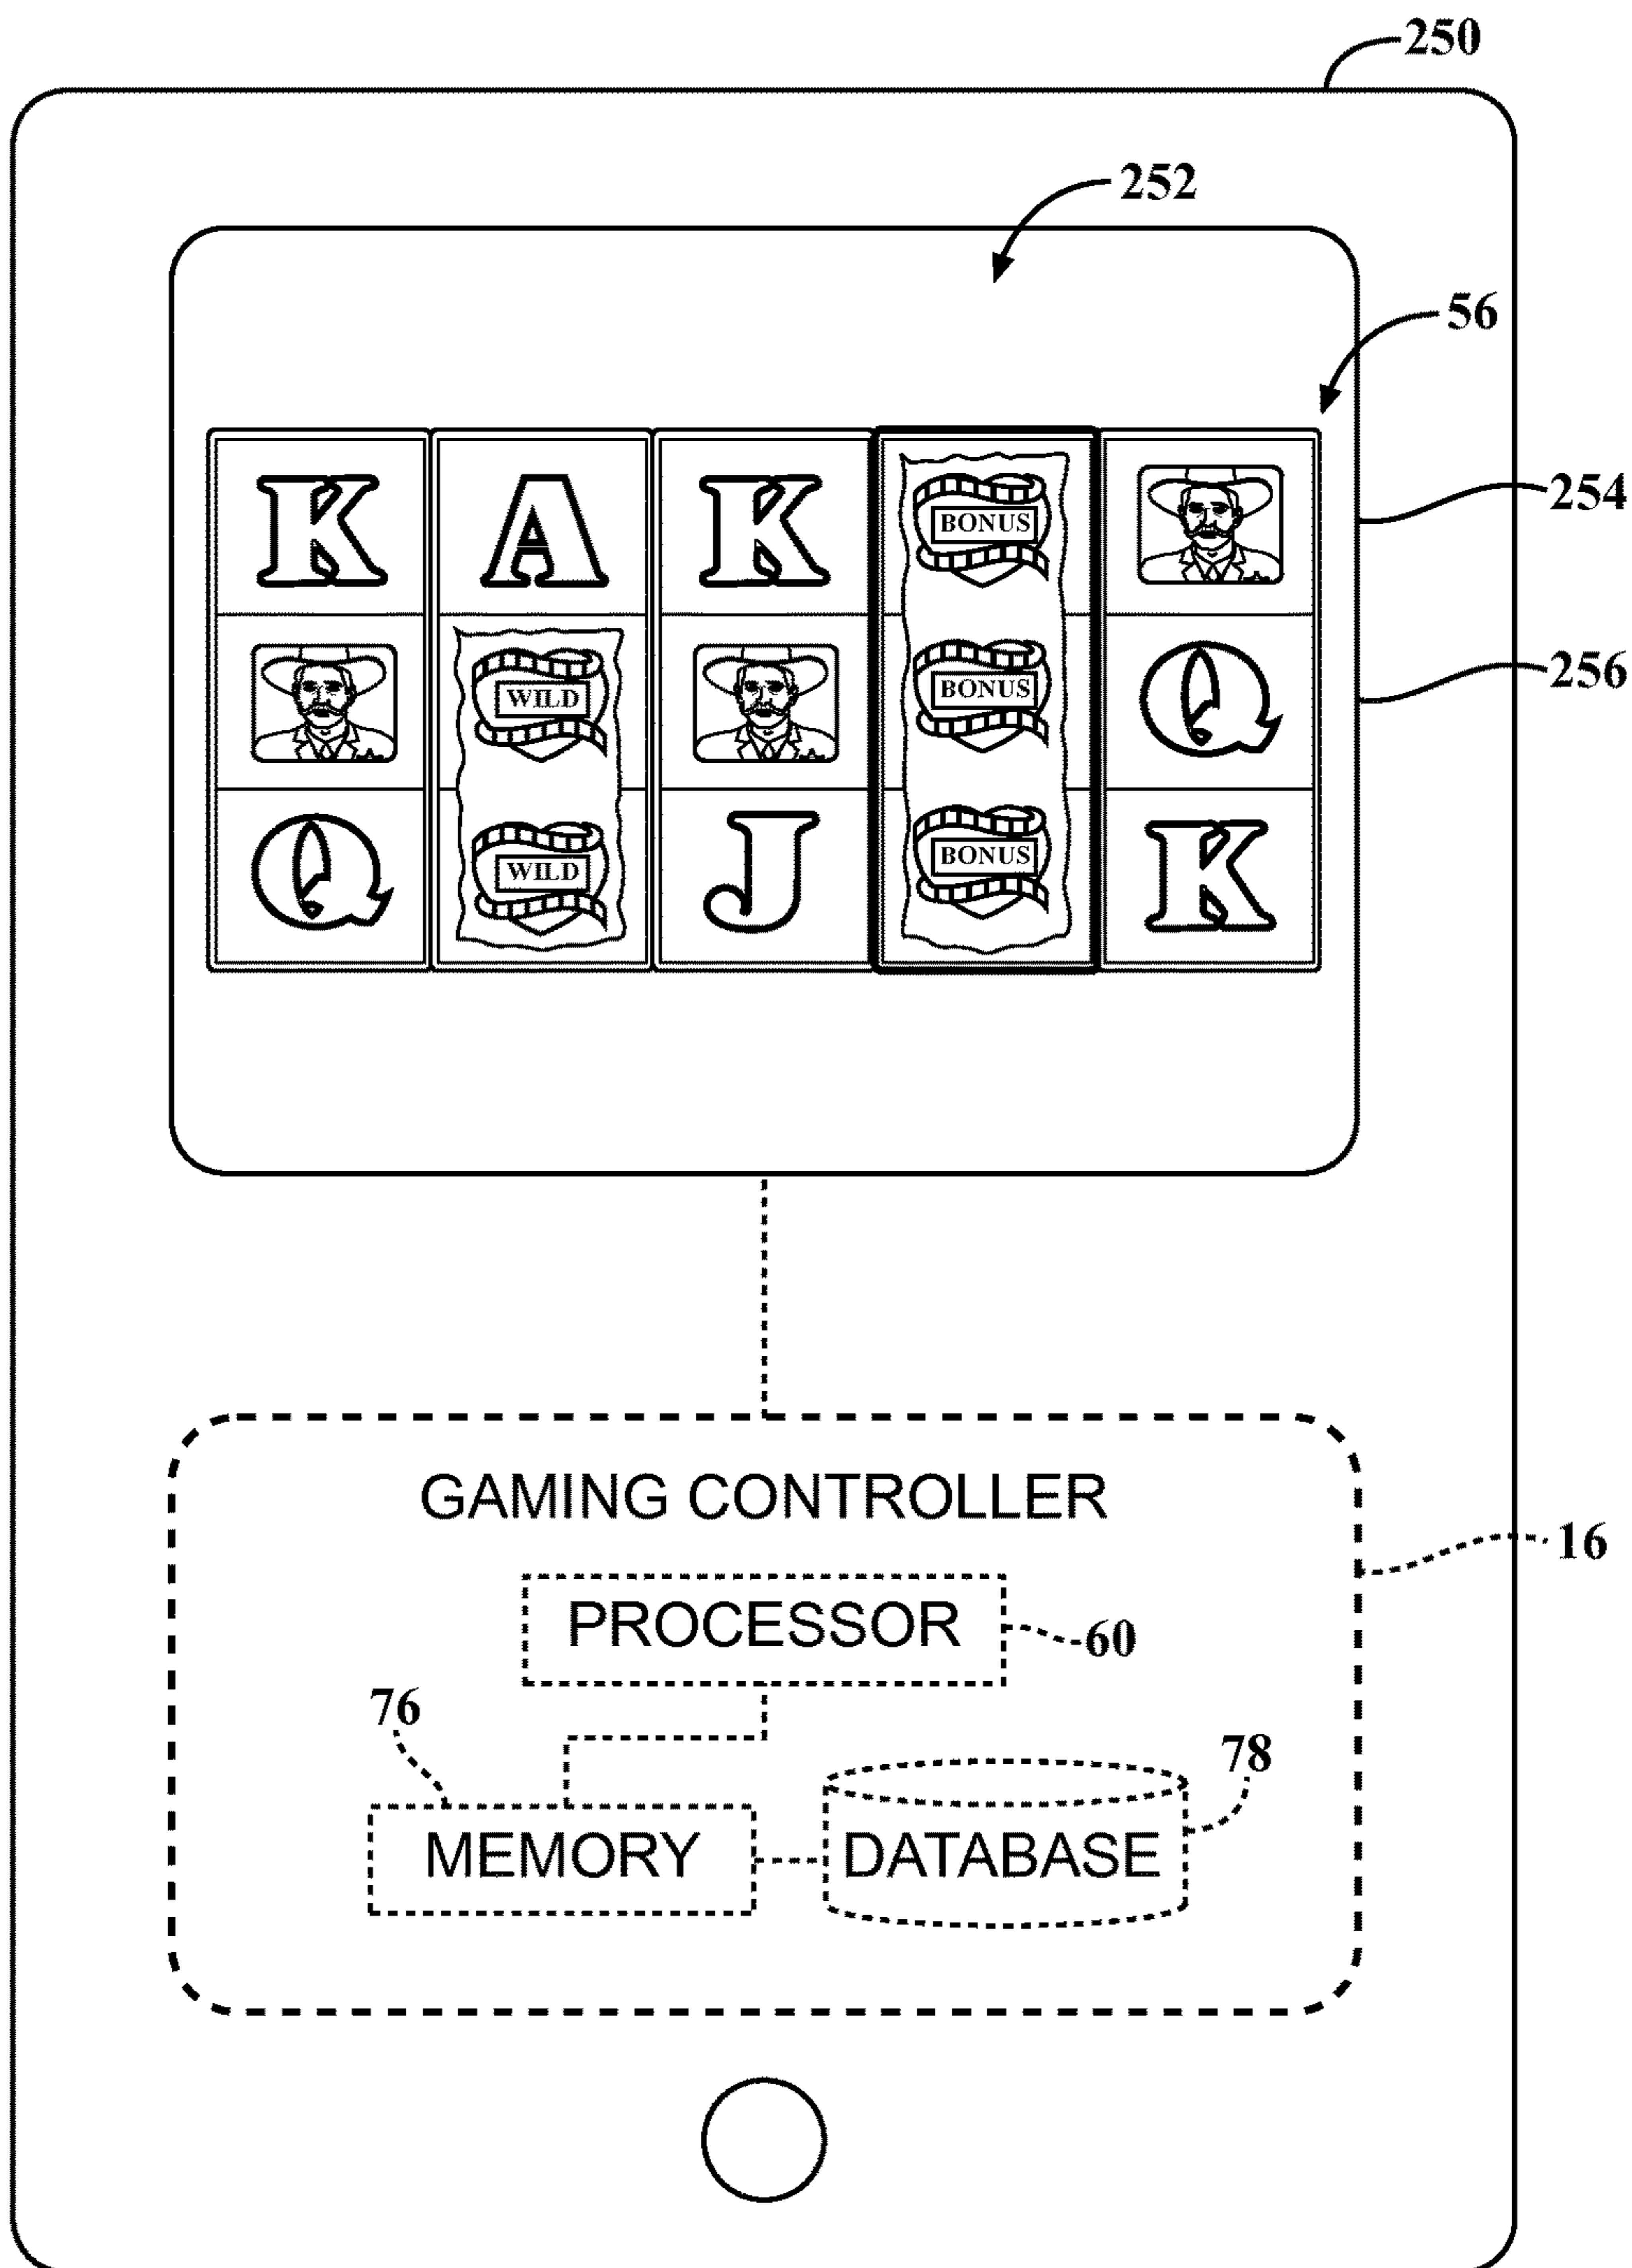 250
252
56
K A K BONUS
254
WILD BONUS Q
256
Q WILD J BONUS K
GAMING CONTROLLER
16
PROCESSOR
60
76
78
MEMORY DATABASE